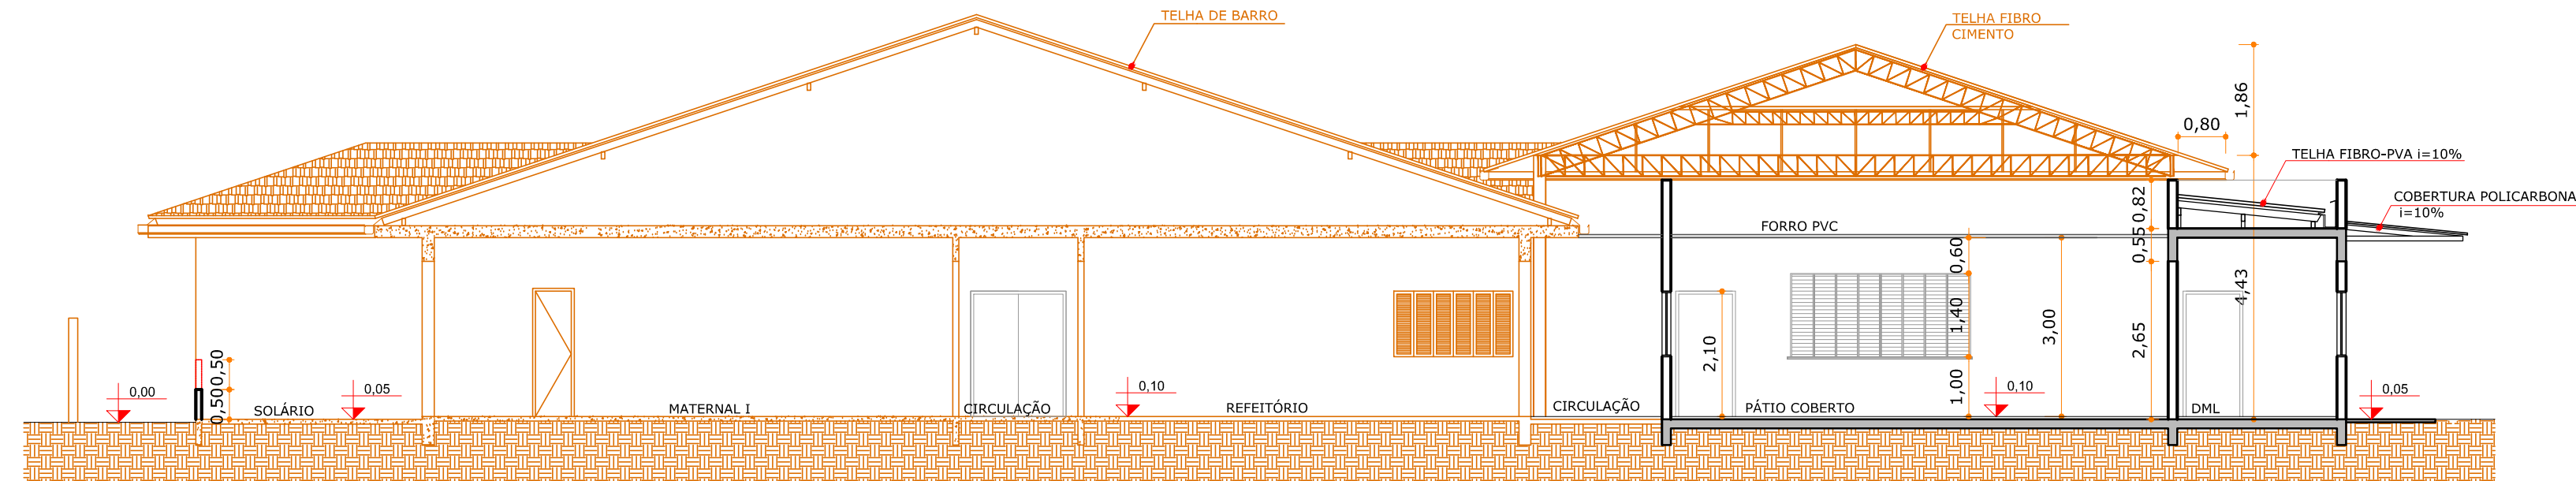 TELHA DE BARRO
TELHA FIBRO
CIMENTO
1,86
0,80
TELHA FIBRO-PVA i=10%
COBERTURA POLICARBONA
i=10%
0,82
0,55
FORRO PVC
0,60
4,43
1,40
3,00
2,65
2,10
0,50
0,50
1,00
0,00
0,05
0,10
0,10
0,05
SOLÁRIO
MATERNAL I
CIRCULAÇÃO
REFEITÓRIO
CIRCULAÇÃO
PÁTIO COBERTO
DML